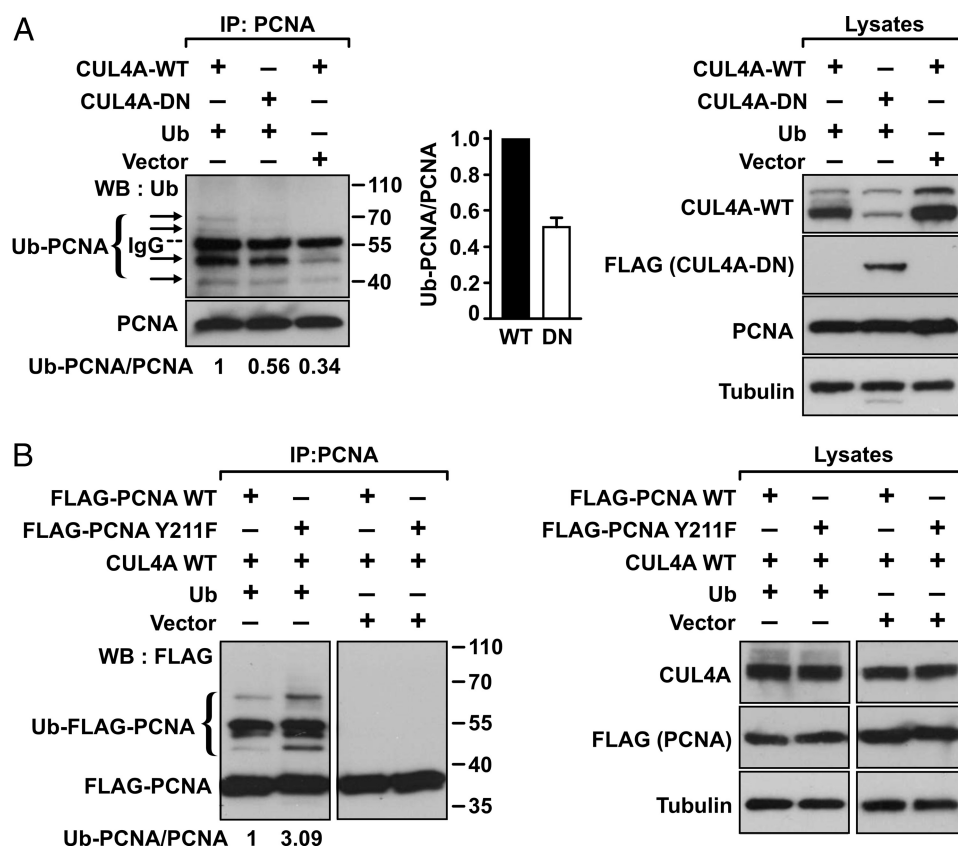 A
IP: PCNA
CUL4A-WT + – +
CUL4A-DN – + –
Ub + + –
Vector – – +
WB : Ub
110
70
Ub-PCNA
IgG--
55
40
PCNA
Ub-PCNA/PCNA 1 0.56 0.34
Ub-PCNA/PCNA
1.0
0.8
0.6
0.4
0.2
0
WT DN
Lysates
CUL4A-WT + – +
CUL4A-DN – + –
Ub + + –
Vector – – +
CUL4A-WT
FLAG (CUL4A-DN)
PCNA
Tubulin
B
IP:PCNA
FLAG-PCNA WT + – + –
FLAG-PCNA Y211F – + – +
CUL4A WT + + + +
Ub + + – –
Vector – – + +
WB : FLAG
110
70
Ub-FLAG-PCNA
55
40
FLAG-PCNA
35
Ub-PCNA/PCNA 1 3.09
Lysates
FLAG-PCNA WT + – + –
FLAG-PCNA Y211F – + – +
CUL4A WT + + + +
Ub + + – –
Vector – – + +
CUL4A
FLAG (PCNA)
Tubulin